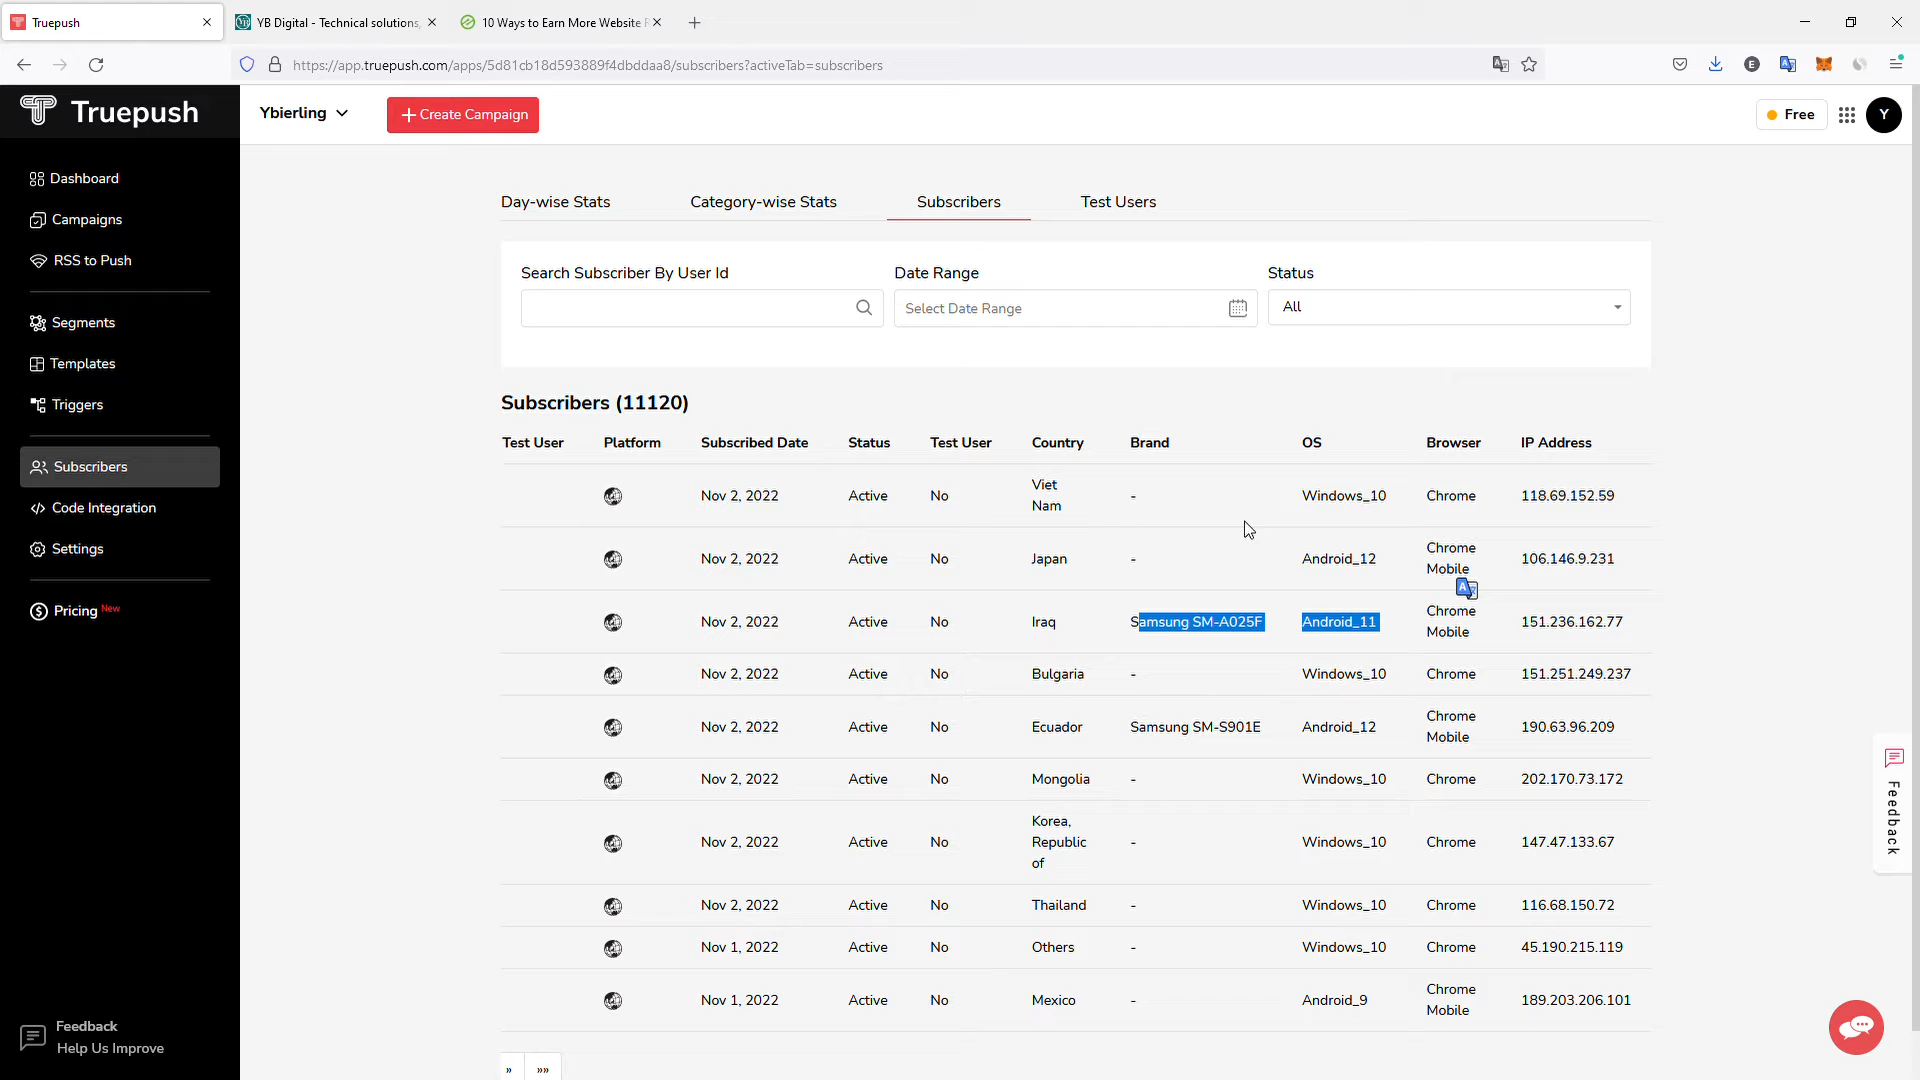 Truepush
YB Digital - Technical solutions,
10 Ways to Earn More Website R
https://app.truepush.com/apps/5d81cb18d593889f4dbddaa8/subscribers?activeTab=subscribers
E
Truepush
Ybierling
Create Campaign
Free
Y
Dashboard
Campaigns
RSS to Push
Segments
Templates
Triggers
Subscribers
Code Integration
Settings
Pricing New
Feedback
Help Us Improve
Day-wise Stats Category-wise Stats Subscribers Test Users
Search Subscriber By User Id Date Range Status
Select Date Range All
Subscribers (11120)
Test User Platform Subscribed Date Status Test User Country Brand OS Browser IP Address
Nov 2, 2022 Active No Viet Nam - Windows_10 Chrome 118.69.152.59
Nov 2, 2022 Active No Japan - Android_12 Chrome Mobile 106.146.9.231
Nov 2, 2022 Active No Iraq Samsung SM-A025F Android_11 Chrome Mobile 151.236.162.77
Nov 2, 2022 Active No Bulgaria - Windows_10 Chrome 151.251.249.237
Nov 2, 2022 Active No Ecuador Samsung SM-S901E Android_12 Chrome Mobile 190.63.96.209
Nov 2, 2022 Active No Mongolia - Windows_10 Chrome 202.170.73.172
Nov 2, 2022 Active No Korea, Republic of - Windows_10 Chrome 147.47.133.67
Nov 2, 2022 Active No Thailand - Windows_10 Chrome 116.68.150.72
Nov 1, 2022 Active No Others - Windows_10 Chrome 45.190.215.119
Nov 1, 2022 Active No Mexico - Android_9 Chrome Mobile 189.203.206.101
» »»
Feedback